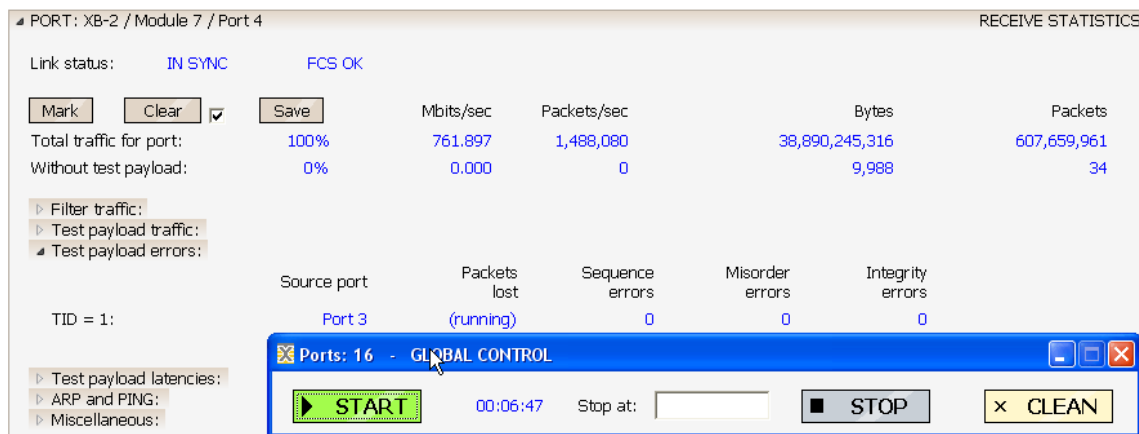 PORT: XB-2 / Module 7 / Port 4 RECEIVE STATISTICS
Link status: IN SYNC FCS OK
Mark Clear Save Mbits/sec Packets/sec Bytes Packets
Total traffic for port: 100% 761.897 1,488,080 38,890,245,316 607,659,961
Without test payload: 0% 0.000 0 9,988 34
Filter traffic:
Test payload traffic:
Test payload errors:
Source port Packets lost Sequence errors Misorder errors Integrity errors
TID = 1: Port 3 (running) 0 0 0
Ports: 16 - GLOBAL CONTROL
Test payload latencies:
ARP and PING:
Miscellaneous:
START 00:06:47 Stop at: STOP × CLEAN